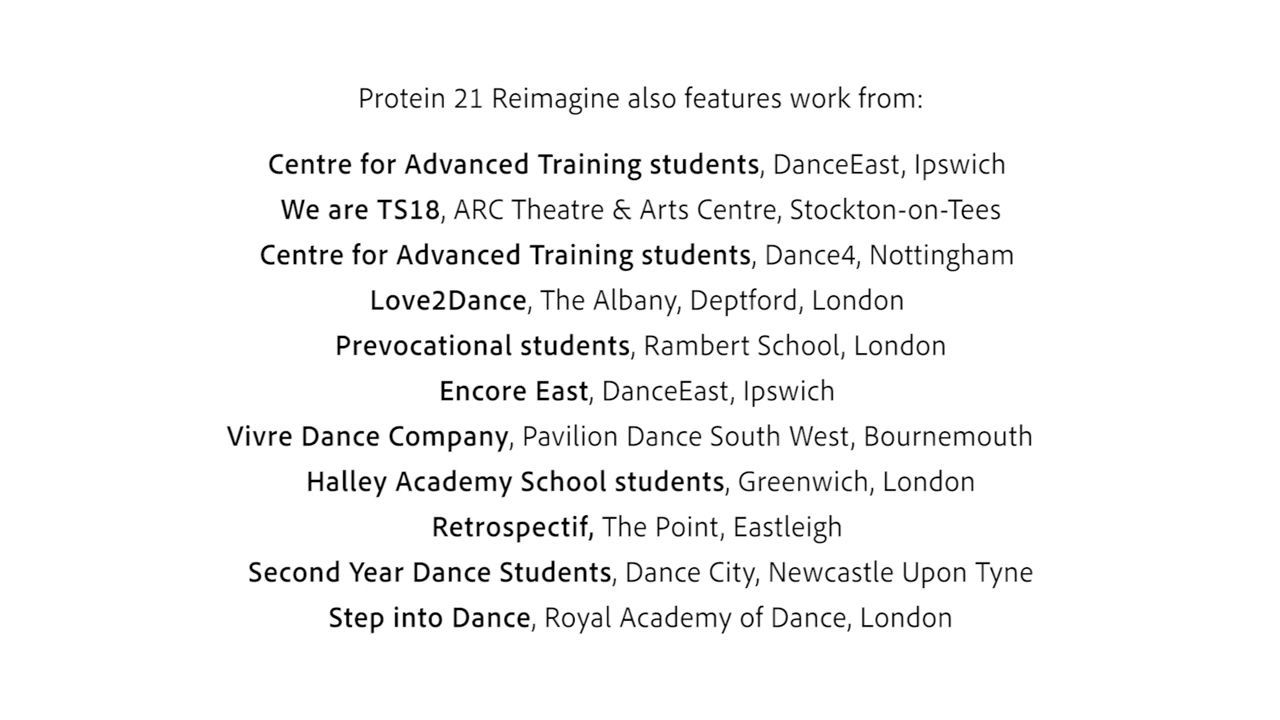 Protein 21 Reimagine also features work from:
Centre for Advanced Training students, DanceEast, Ipswich
We are TS18, ARC Theatre & Arts Centre, Stockton-on-Tees
Centre for Advanced Training students, Dance4, Nottingham
Love2Dance, The Albany, Deptford, London
Prevocational students, Rambert School, London
Encore East, DanceEast, Ipswich
Vivre Dance Company, Pavilion Dance South West, Bournemouth
Halley Academy School students, Greenwich, London
Retrospectif, The Point, Eastleigh
Second Year Dance Students, Dance City, Newcastle Upon Tyne
Step into Dance, Royal Academy of Dance, London